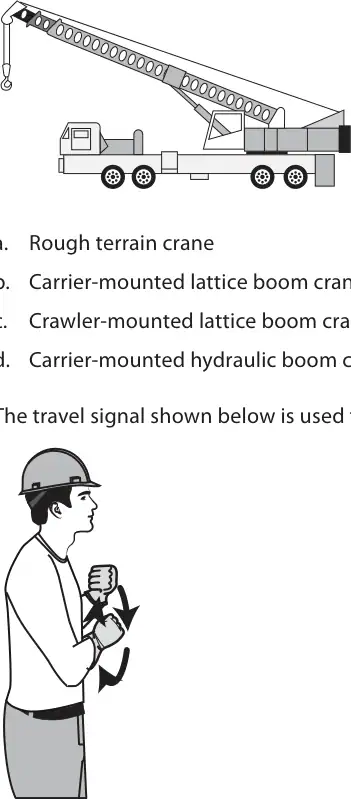 a. Rough terrain crane
b. Carrier-mounted lattice boom cran
c. Crawler-mounted lattice boom cra
d. Carrier-mounted hydraulic boom c
The travel signal shown below is used